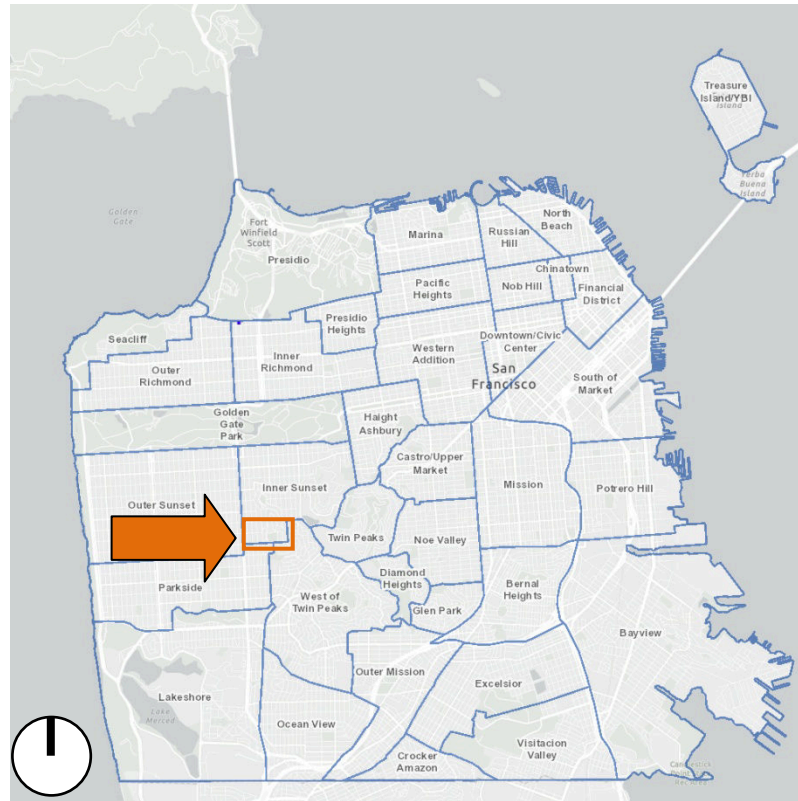 Treasure
Island/YBI
Island
Yerba
Buena
Island
Golden
Gate
Fort
Winfield
Scott
Presidio
Marina
Russian
Hill
North
Beach
Chinatown
Pacific
Heights
Nob Hill
Financial
District
Presidio
Heights
Seacliff
Outer
Richmond
Inner
Richmond
Western
Addition
Downtown/Civic
Center
San
Francisco
South of
Market
Golden
Gate
Park
Haight
Ashbury
Castro/Upper
Market
Inner Sunset
Outer Sunset
Mission
Potrero Hill
Twin Peaks
Noe Valley
Diamond
Heights
Parkside
West of
Twin Peaks
Glen Park
Bernal
Heights
Bayview
Outer Mission
Excelsior
Lakeshore
Lake
Merced
Ocean View
Visitacion
Valley
Crocker
Amazon
Candlestick